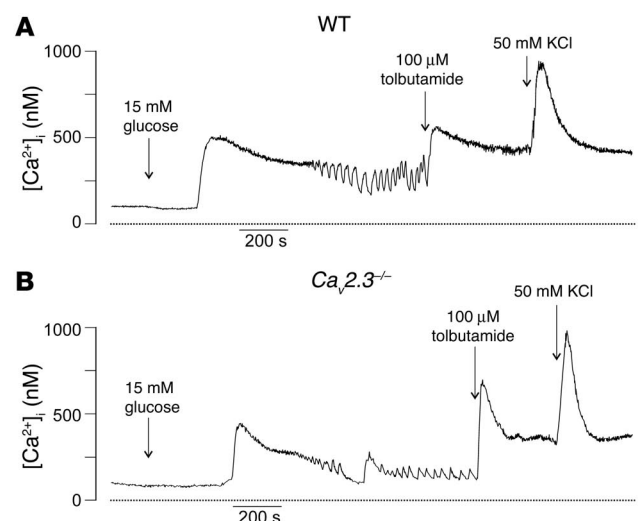 A
WT
1000
500
0
[Ca²⁺]ᵢ (nM)
15 mM
glucose
100 μM
tolbutamide
50 mM KCl
200 s
B
Caᵥ2.3⁻/⁻
1000
500
0
[Ca²⁺]ᵢ (nM)
15 mM
glucose
100 μM
tolbutamide
50 mM KCl
200 s